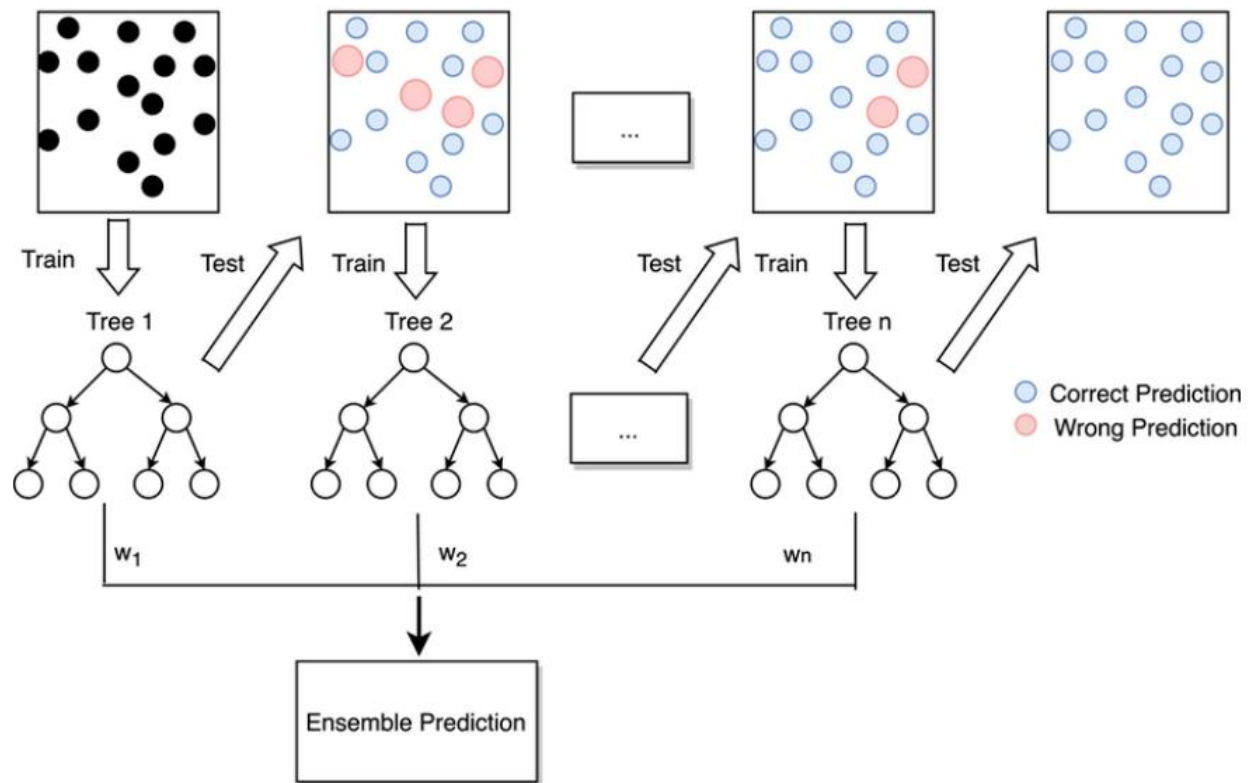 ...
Train
Test
Train
Test
Train
Test
Tree 1
Tree 2
Tree n
...
Correct Prediction
Wrong Prediction
w1
w2
wn
Ensemble Prediction